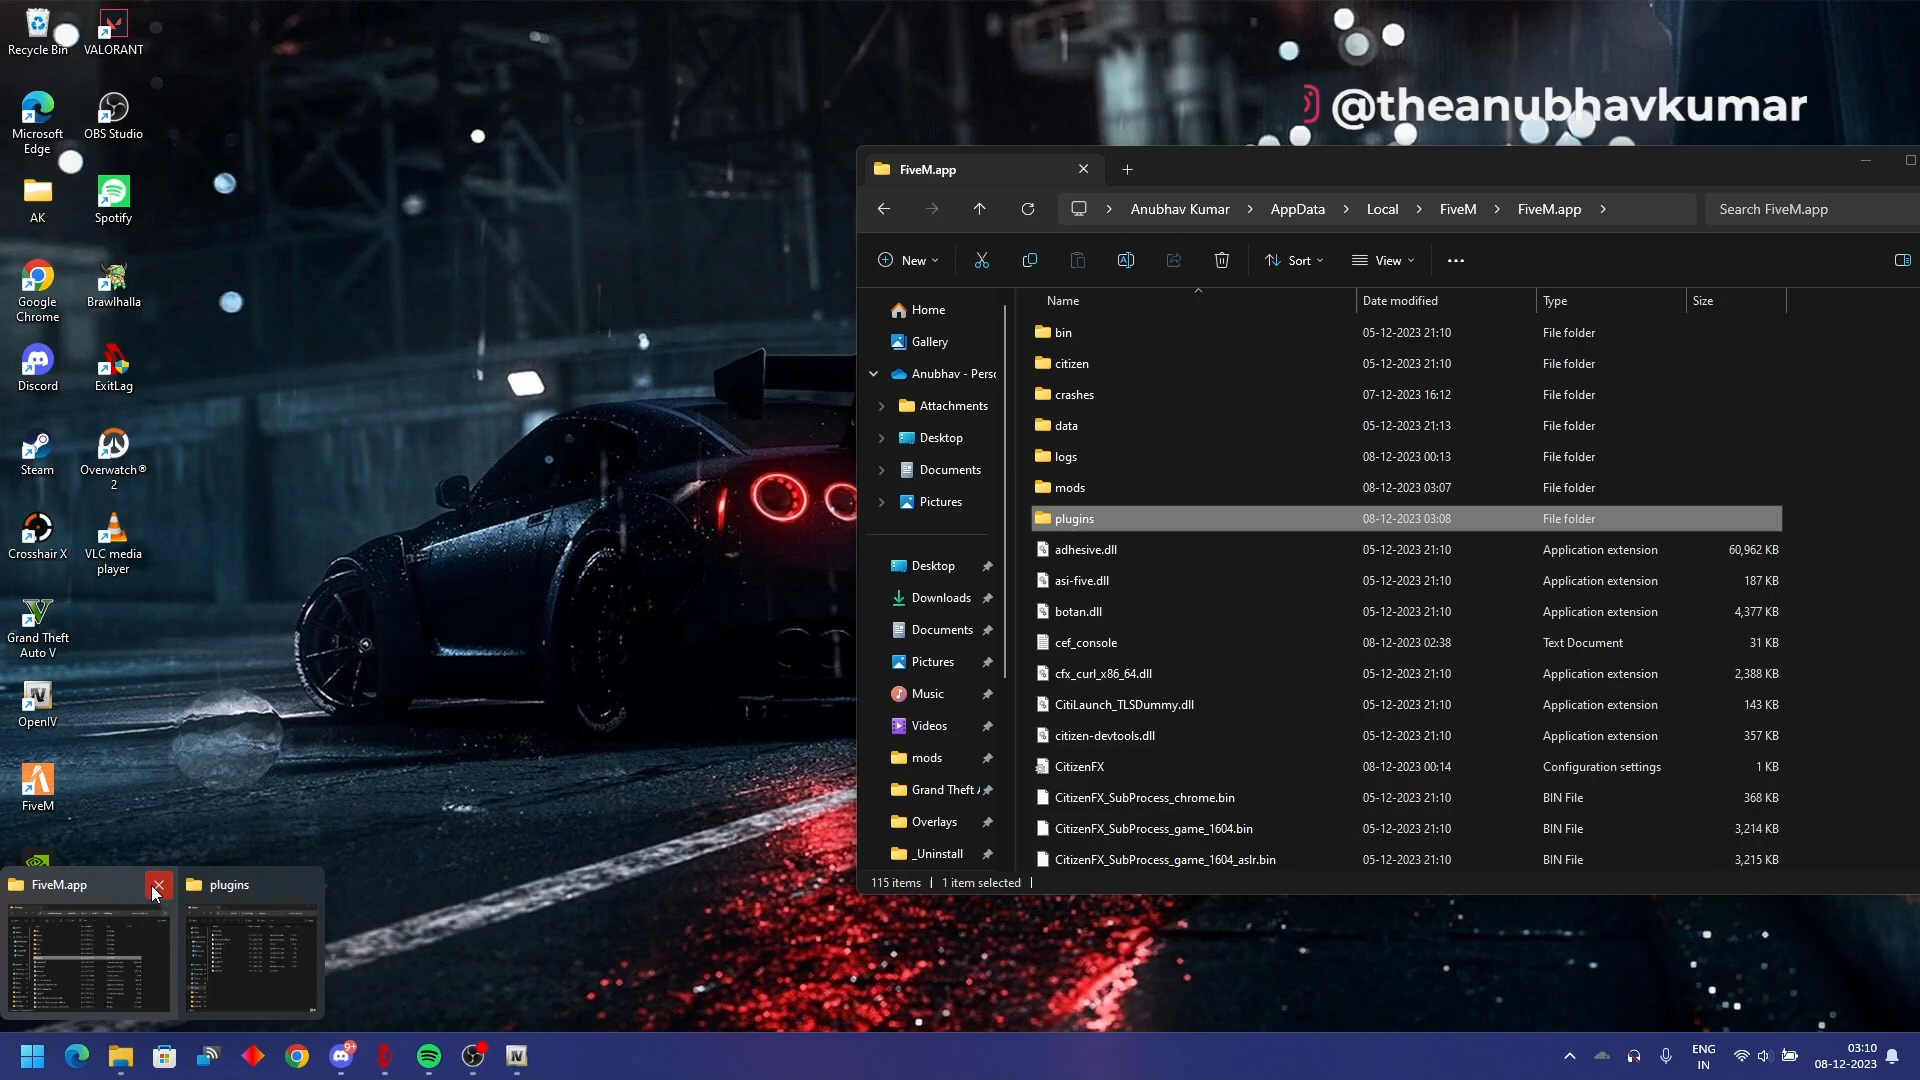 Recycle Bin
VALORANT
@theanubhavkumar
Microsoft
Edge
OBS Studio
AK
Spotify
Google
Chrome
Brawlhalla
Discord
ExitLag
Steam
Overwatch®
2
Crosshair X
VLC media
player
Grand Theft
Auto V
OpenIV
FiveM
FiveM.app
plugins
FiveM.app
Anubhav Kumar
AppData
Local
FiveM
FiveM.app
Search FiveM.app
New
Sort
View
Home
Gallery
Anubhav - Pers
Attachments
Desktop
Documents
Pictures
Desktop
Downloads
Documents
Pictures
Music
Videos
mods
Grand Theft
Overlays
_Uninstall
Name Date modified Type Size
bin 05-12-2023 21:10 File folder
citizen 05-12-2023 21:10 File folder
crashes 07-12-2023 16:12 File folder
data 05-12-2023 21:13 File folder
logs 08-12-2023 00:13 File folder
mods 08-12-2023 03:07 File folder
plugins 08-12-2023 03:08 File folder
adhesive.dll 05-12-2023 21:10 Application extension 60,962 KB
asi-five.dll 05-12-2023 21:10 Application extension 187 KB
botan.dll 05-12-2023 21:10 Application extension 4,377 KB
cef_console 08-12-2023 02:38 Text Document 31 KB
cfx_curl_x86_64.dll 05-12-2023 21:10 Application extension 2,388 KB
CitiLaunch_TLSDummy.dll 05-12-2023 21:10 Application extension 143 KB
citizen-devtools.dll 05-12-2023 21:10 Application extension 357 KB
CitizenFX 08-12-2023 00:14 Configuration settings 1 KB
CitizenFX_SubProcess_chrome.bin 05-12-2023 21:10 BIN File 368 KB
CitizenFX_SubProcess_game_1604.bin 05-12-2023 21:10 BIN File 3,214 KB
CitizenFX_SubProcess_game_1604_aslr.bin 05-12-2023 21:10 BIN File 3,215 KB
115 items
1 item selected
9+
ENG
IN
03:10
08-12-2023